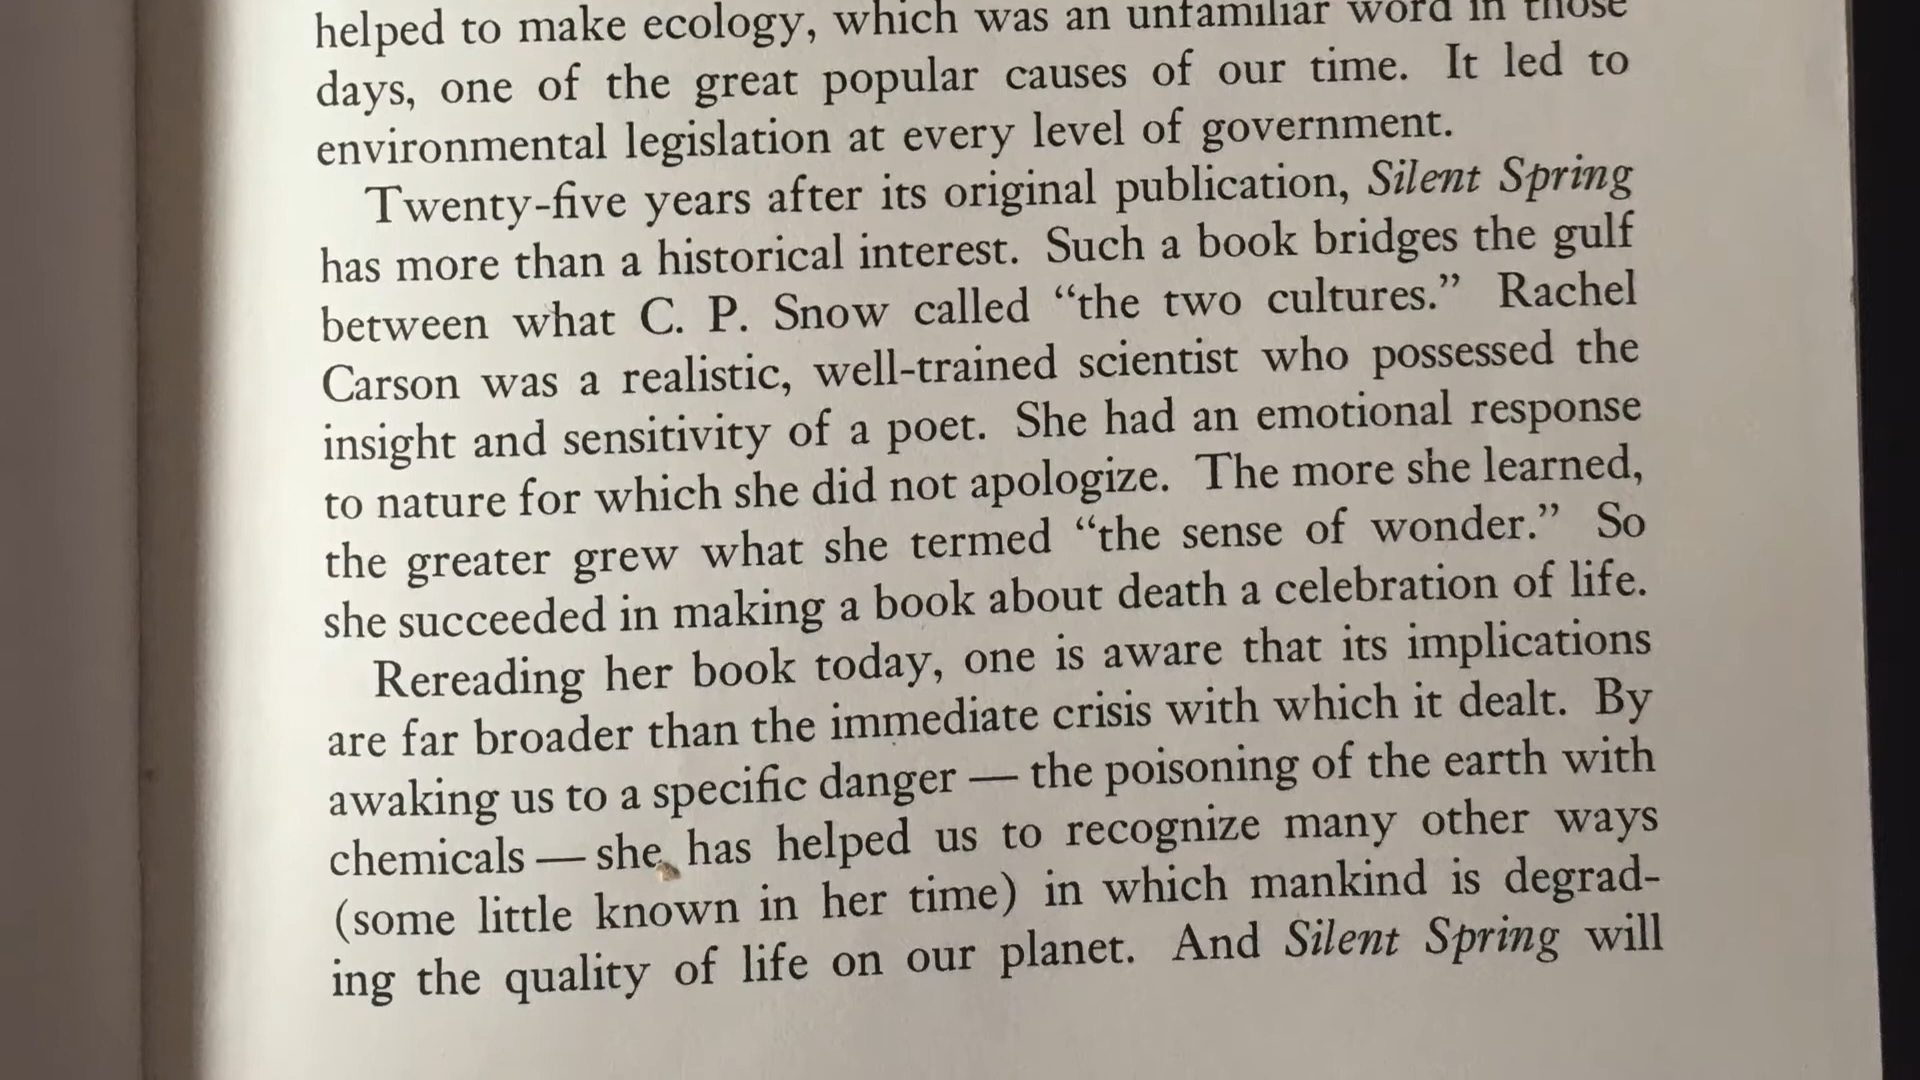 helped to make ecology, which was an unfamiliar word in those
days, one of the great popular causes of our time. It led to
environmental legislation at every level of government.
Twenty-five years after its original publication, Silent Spring
has more than a historical interest. Such a book bridges the gulf
between what C. P. Snow called “the two cultures.” Rachel
Carson was a realistic, well-trained scientist who possessed the
insight and sensitivity of a poet. She had an emotional response
to nature for which she did not apologize. The more she learned,
the greater grew what she termed “the sense of wonder.” So
she succeeded in making a book about death a celebration of life.
Rereading her book today, one is aware that its implications
are far broader than the immediate crisis with which it dealt. By
awaking us to a specific danger — the poisoning of the earth with
chemicals — she has helped us to recognize many other ways
(some little known in her time) in which mankind is degrad-
ing the quality of life on our planet. And Silent Spring will